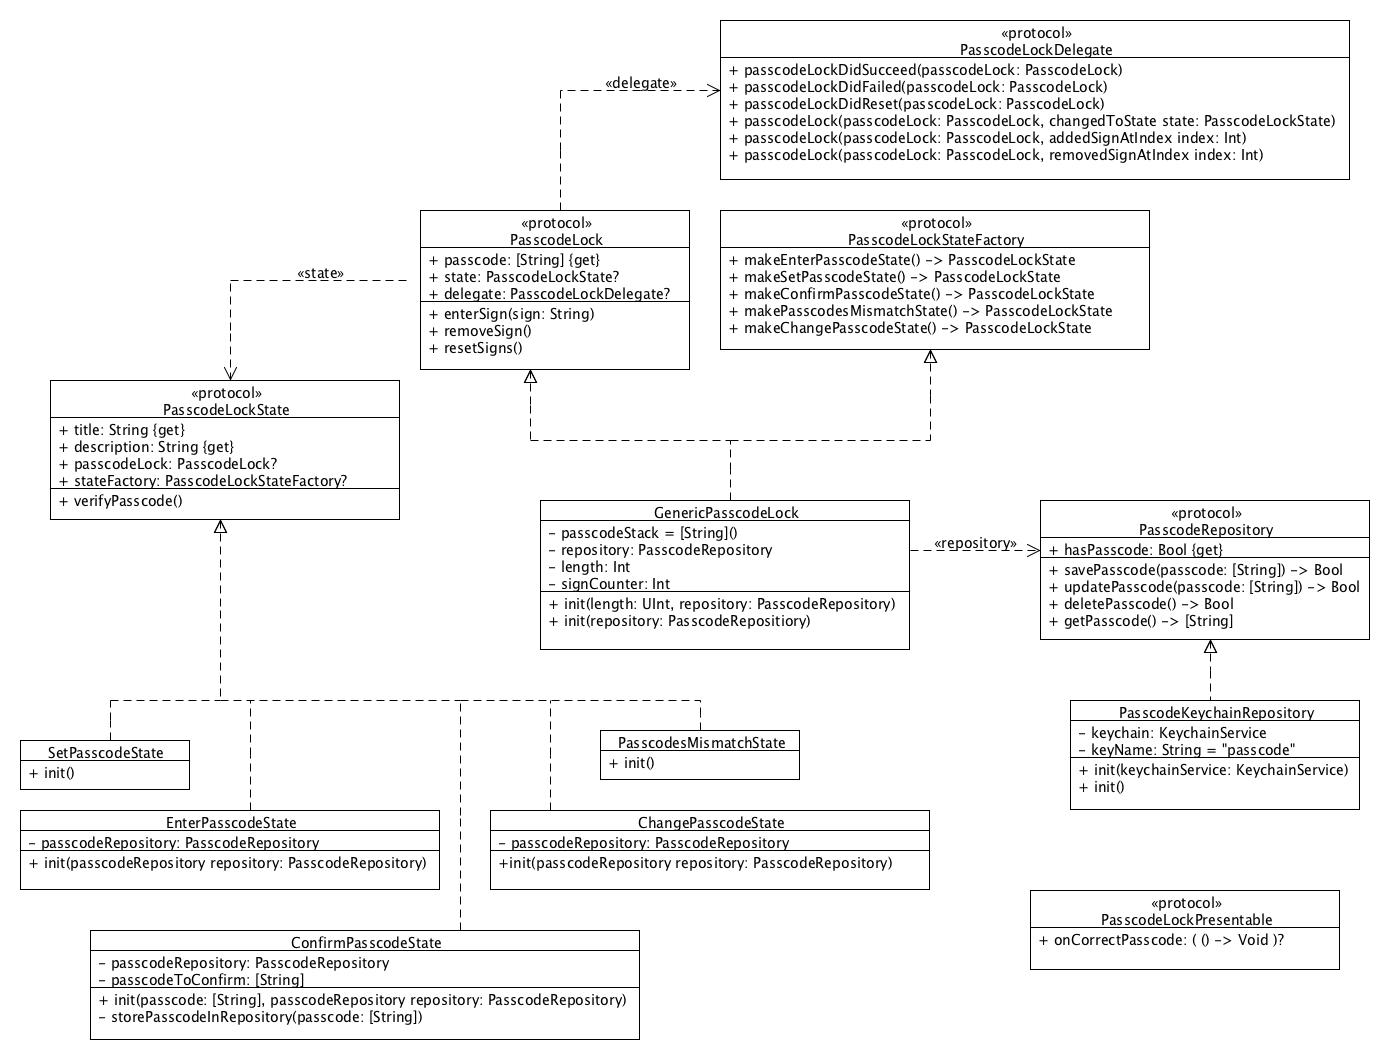 «protocol»
PasscodeLockDelegate
+ passcodeLockDidSucceed(passcodeLock: PasscodeLock)
+ passcodeLockDidFailed(passcodeLock: PasscodeLock)
+ passcodeLockDidReset(passcodeLock: PasscodeLock)
+ passcodeLock(passcodeLock: PasscodeLock, changedToState state: PasscodeLockState)
+ passcodeLock(passcodeLock: PasscodeLock, addedSignAtIndex index: Int)
+ passcodeLock(passcodeLock: PasscodeLock, removedSignAtIndex index: Int)
«delegate»
«protocol»
PasscodeLock
+ passcode: [String] {get}
+ state: PasscodeLockState?
+ delegate: PasscodeLockDelegate?
+ enterSign(sign: String)
+ removeSign()
+ resetSigns()
«protocol»
PasscodeLockStateFactory
+ makeEnterPasscodeState() -> PasscodeLockState
+ makeSetPasscodeState() -> PasscodeLockState
+ makeConfirmPasscodeState() -> PasscodeLockState
+ makePasscodesMismatchState() -> PasscodeLockState
+ makeChangePasscodeState() -> PasscodeLockState
«state»
«protocol»
PasscodeLockState
+ title: String {get}
+ description: String {get}
+ passcodeLock: PasscodeLock?
+ stateFactory: PasscodeLockStateFactory?
+ verifyPasscode()
GenericPasscodeLock
- passcodeStack = [String]()
- repository: PasscodeRepository
- length: Int
- signCounter: Int
+ init(length: UInt, repository: PasscodeRepository)
+ init(repository: PasscodeRepositiory)
«repository»
«protocol»
PasscodeRepository
+ hasPasscode: Bool {get}
+ savePasscode(passcode: [String]) -> Bool
+ updatePasscode(passcode: [String]) -> Bool
+ deletePasscode() -> Bool
+ getPasscode() -> [String]
PasscodeKeychainRepository
- keychain: KeychainService
- keyName: String = "passcode"
+ init(keychainService: KeychainService)
+ init()
SetPasscodeState
+ init()
PasscodesMismatchState
+ init()
EnterPasscodeState
- passcodeRepository: PasscodeRepository
+ init(passcodeRepository repository: PasscodeRepository)
ChangePasscodeState
- passcodeRepository: PasscodeRepository
+init(passcodeRepository repository: PasscodeRepository)
ConfirmPasscodeState
- passcodeRepository: PasscodeRepository
- passcodeToConfirm: [String]
+ init(passcode: [String], passcodeRepository repository: PasscodeRepository)
- storePasscodeInRepository(passcode: [String])
«protocol»
PasscodeLockPresentable
+ onCorrectPasscode: ( () -> Void )?